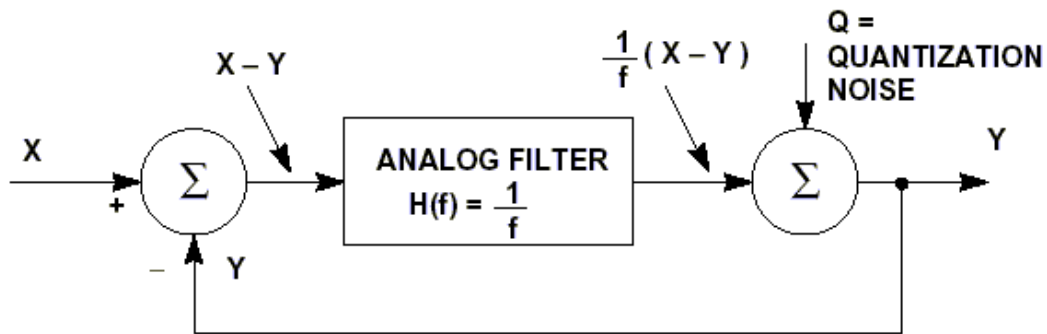 X
+
Σ
−
Y
X – Y
ANALOG FILTER
H(f) = 1/f
1/f ( X – Y )
Σ
Q =
QUANTIZATION
NOISE
Y